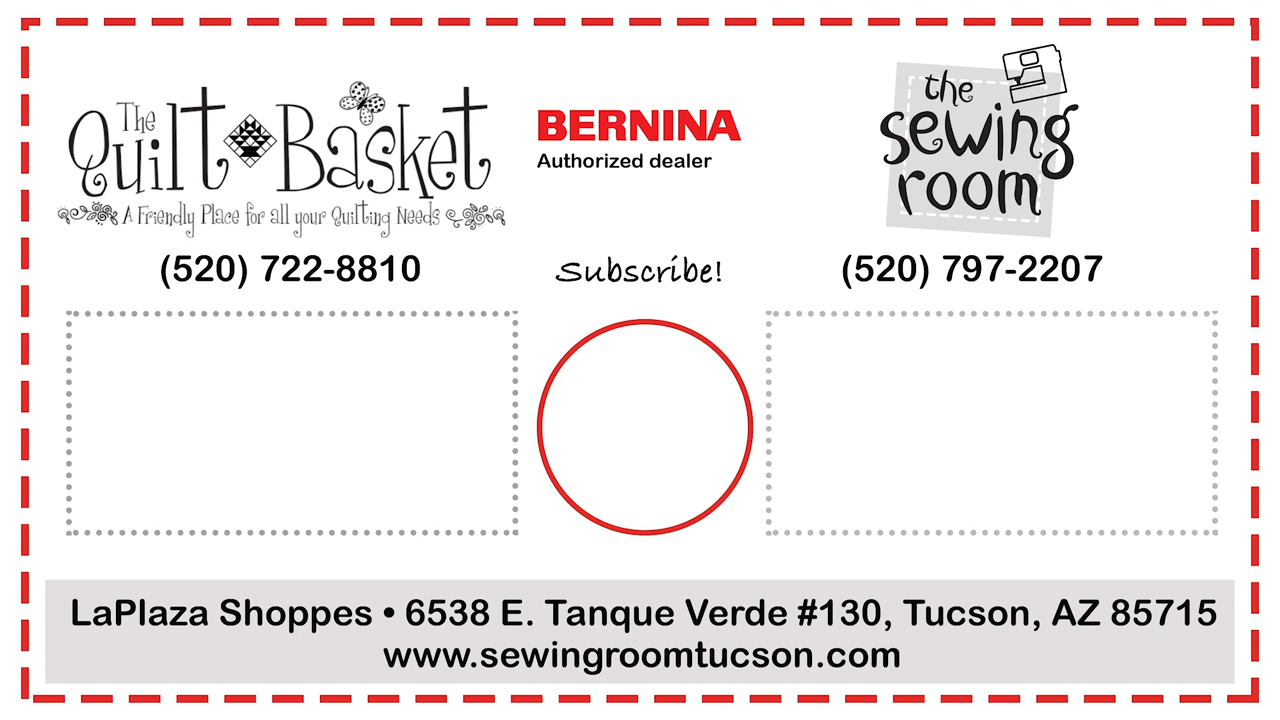 The
Quilt Basket
A Friendly Place for all your Quilting Needs
(520) 722-8810
BERNINA
Authorized dealer
Subscribe!
the
sewing
room
(520) 797-2207
LaPlaza Shoppes • 6538 E. Tanque Verde #130, Tucson, AZ 85715
www.sewingroomtucson.com